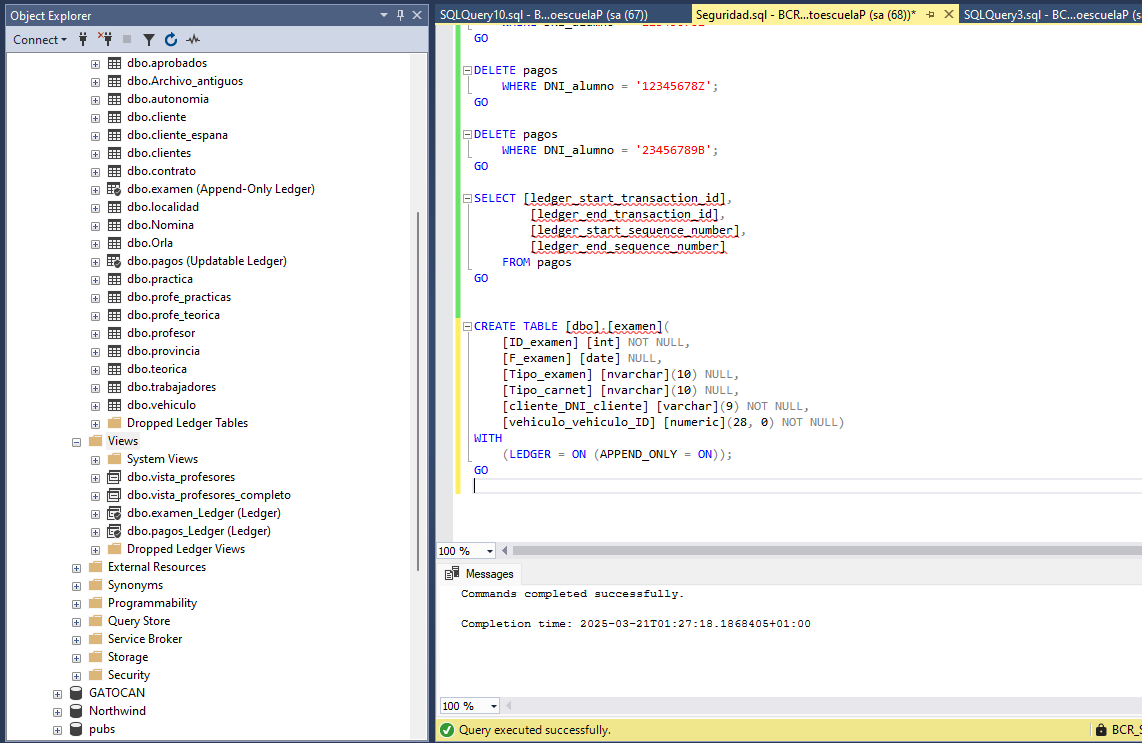 Object Explorer
Connect
dbo.aprobados
dbo.Archivo_antiguos
dbo.autonomia
dbo.cliente
dbo.cliente_espana
dbo.clientes
dbo.contrato
dbo.examen (Append-Only Ledger)
dbo.localidad
dbo.Nomina
dbo.Orla
dbo.pagos (Updatable Ledger)
dbo.practica
dbo.profe_practicas
dbo.profe_teorica
dbo.profesor
dbo.provincia
dbo.teorica
dbo.trabajadores
dbo.vehiculo
Dropped Ledger Tables
Views
System Views
dbo.vista_profesores
dbo.vista_profesores_completo
dbo.examen_Ledger (Ledger)
dbo.pagos_Ledger (Ledger)
Dropped Ledger Views
External Resources
Synonyms
Programmability
Query Store
Service Broker
Storage
Security
GATOCAN
Northwind
pubs
SQLQuery10.sql - B...oescuelaP (sa (67))
Seguridad.sql - BCR...toescuelaP (sa (68))*
SQLQuery3.sql - BC...oescuelaP (s
GO
DELETE pagos
WHERE DNI_alumno = '12345678Z';
GO
DELETE pagos
WHERE DNI_alumno = '23456789B';
GO
SELECT [ledger_start_transaction_id],
[ledger_end_transaction_id],
[ledger_start_sequence_number],
[ledger_end_sequence_number]
FROM pagos
GO
CREATE TABLE [dbo].[examen](
[ID_examen] [int] NOT NULL,
[F_examen] [date] NULL,
[Tipo_examen] [nvarchar](10) NULL,
[Tipo_carnet] [nvarchar](10) NULL,
[cliente_DNI_cliente] [varchar](9) NOT NULL,
[vehiculo_vehiculo_ID] [numeric](28, 0) NOT NULL)
WITH
(LEDGER = ON (APPEND_ONLY = ON));
GO
100 %
Messages
Commands completed successfully.
Completion time: 2025-03-21T01:27:18.1868405+01:00
100 %
Query executed successfully.
BCR_S